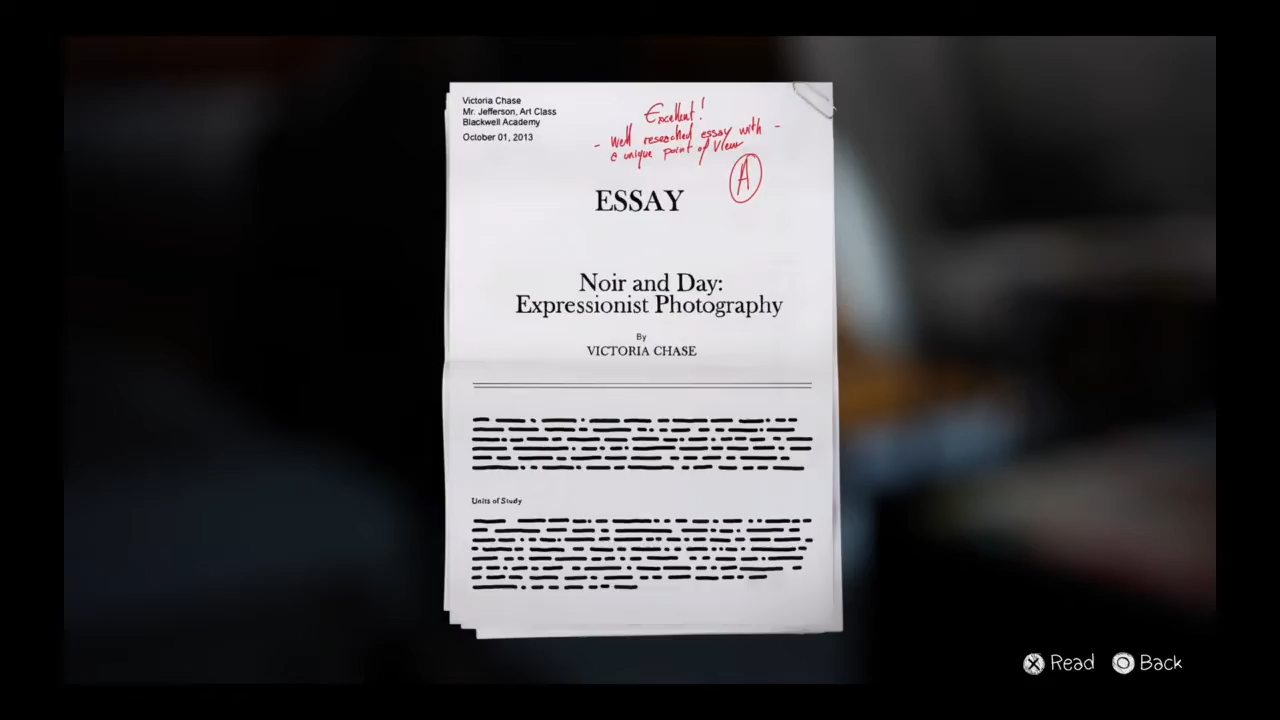 Victoria Chase
Mr. Jefferson, Art Class
Blackwell Academy
October 01, 2013
Excellent!
- Well reseached essay with -
a unique point of View
A
ESSAY
Noir and Day:
Expressionist Photography
By
VICTORIA CHASE
Units of Study
Read
Back